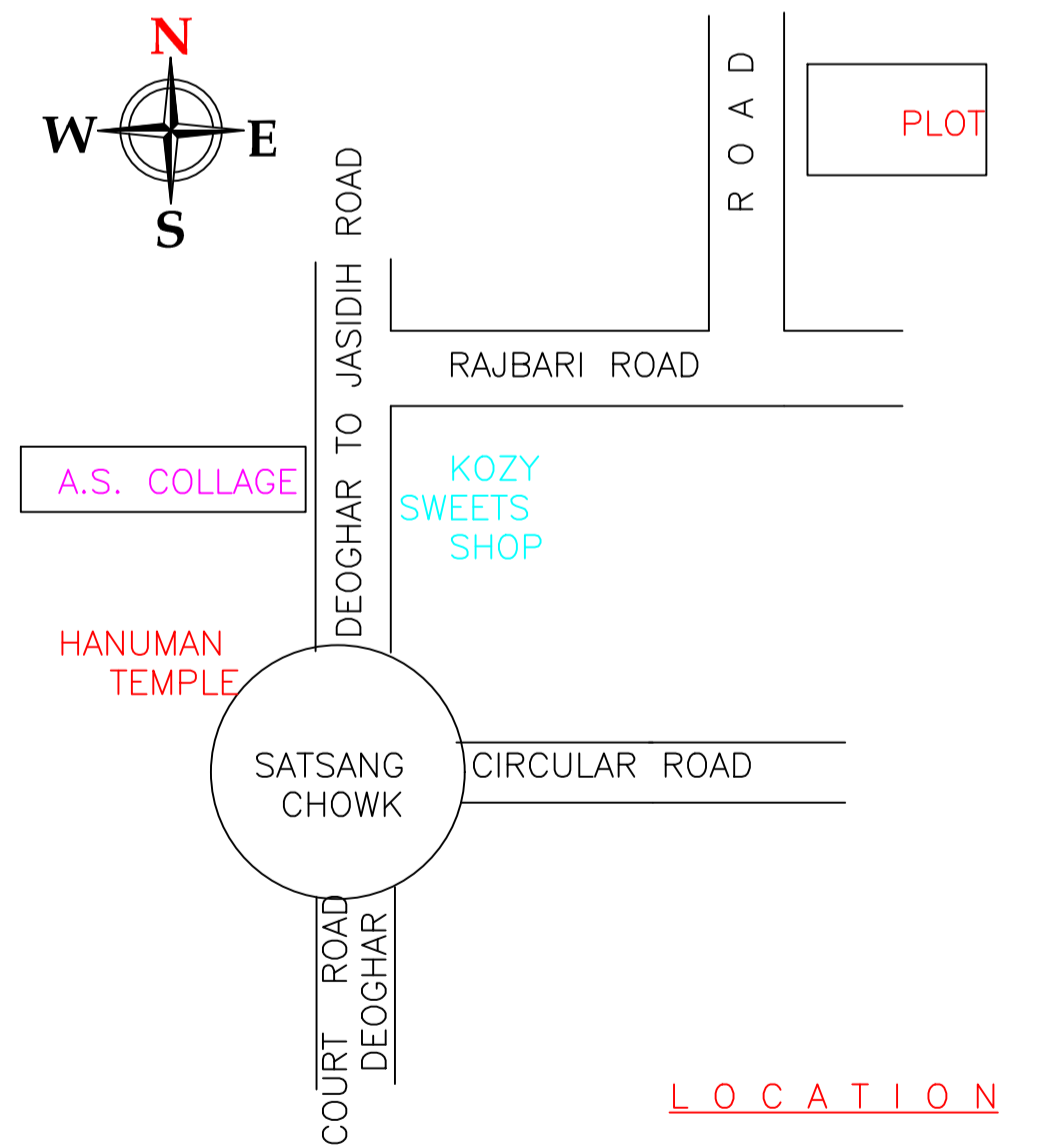 N
W
E
S
ROAD
PLOT
DEOGHAR TO JASIDIH ROAD
RAJBARI ROAD
A.S. COLLAGE
KOZY
SWEETS
SHOP
HANUMAN
TEMPLE
SATSANG
CHOWK
CIRCULAR ROAD
COURT ROAD
DEOGHAR
LOCATION